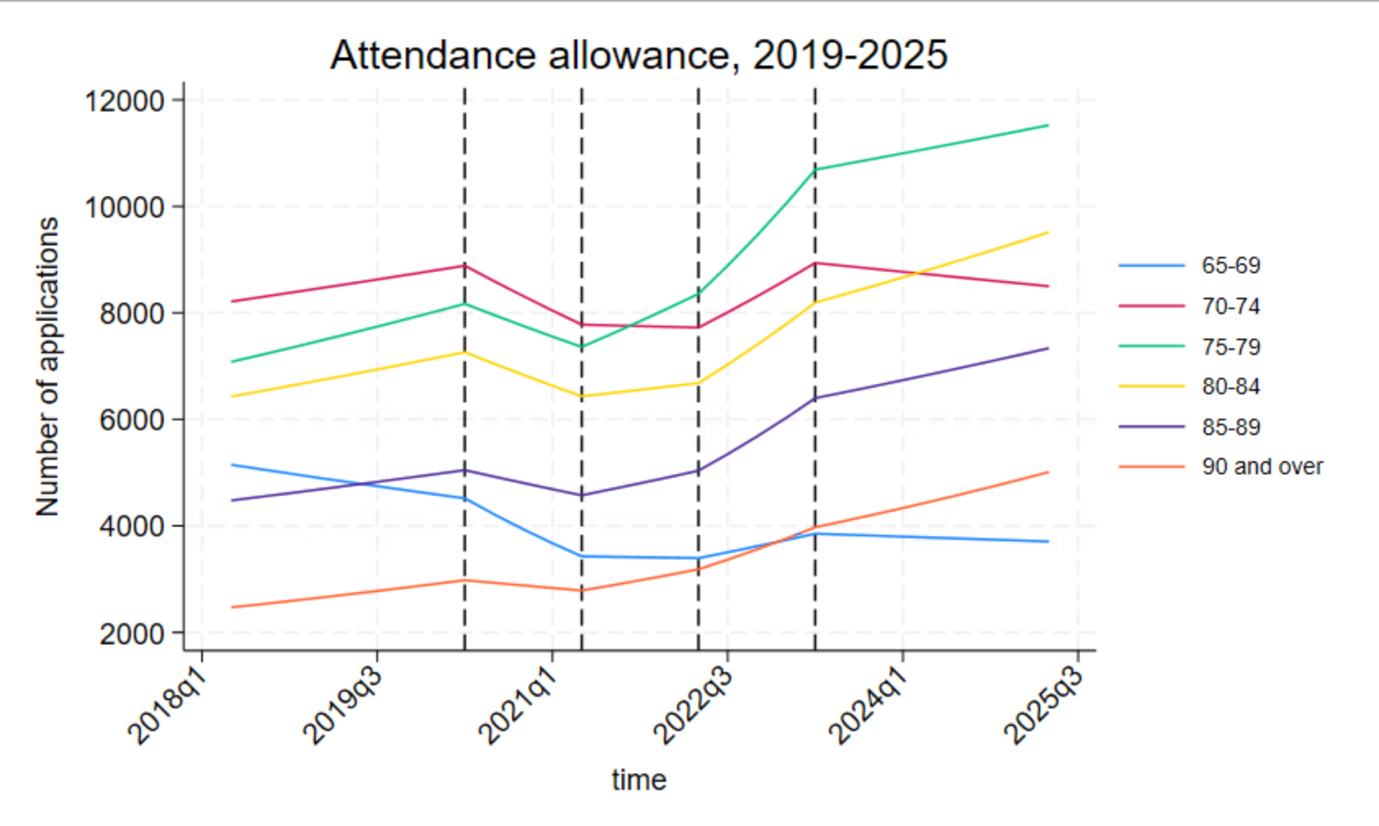 Attendance allowance, 2019-2025
12000
10000
8000
6000
4000
2000
Number of applications
2018q1
2019q3
2021q1
2022q3
2024q1
2025q3
time
65-69
70-74
75-79
80-84
85-89
90 and over